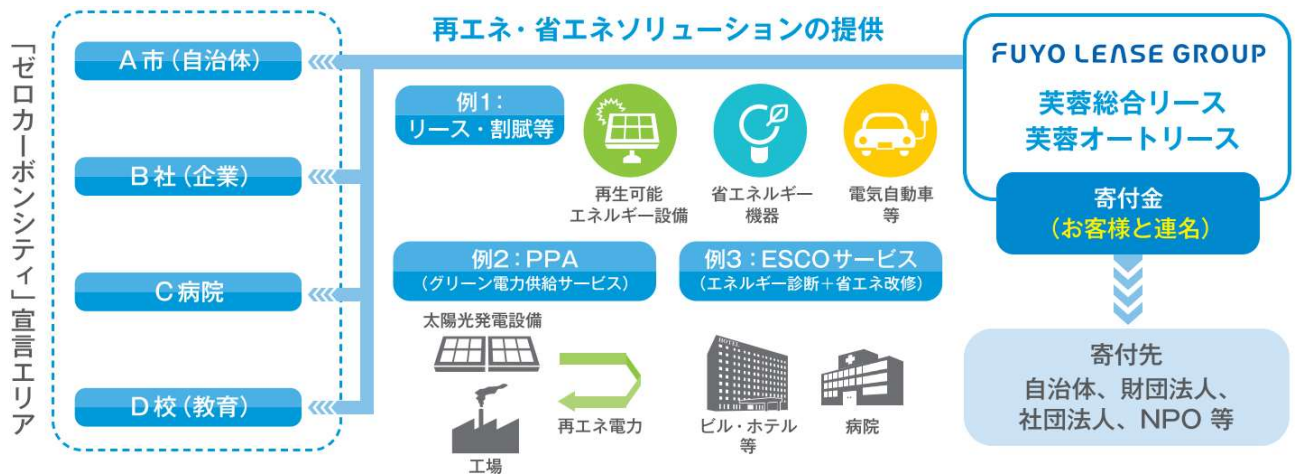 「ゼロカーボンシティ」宣言エリア
A市（自治体）
B社（企業）
C病院
D校（教育）
再エネ・省エネソリューションの提供
例1：
リース・割賦等
再生可能
エネルギー設備
省エネルギー
機器
電気自動車
等
例2：PPA
（グリーン電力供給サービス）
太陽光発電設備
工場
再エネ電力
例3：ESCOサービス
（エネルギー診断＋省エネ改修）
HOTEL
ビル・ホテル
等
病院
FUYO LEASE GROUP
芙蓉総合リース
芙蓉オートリース
寄付金
（お客様と連名）
寄付先
自治体、財団法人、
社団法人、NPO 等